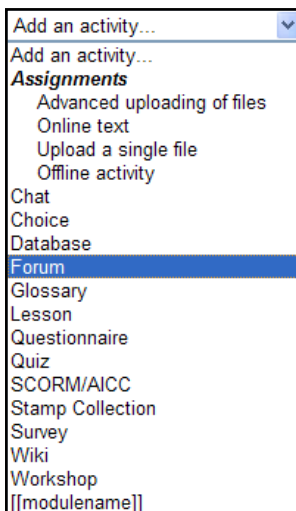 Add an activity...
Add an activity...
Assignments
Advanced uploading of files
Online text
Upload a single file
Offline activity
Chat
Choice
Database
Forum
Glossary
Lesson
Questionnaire
Quiz
SCORM/AICC
Stamp Collection
Survey
Wiki
Workshop
[[modulename]]